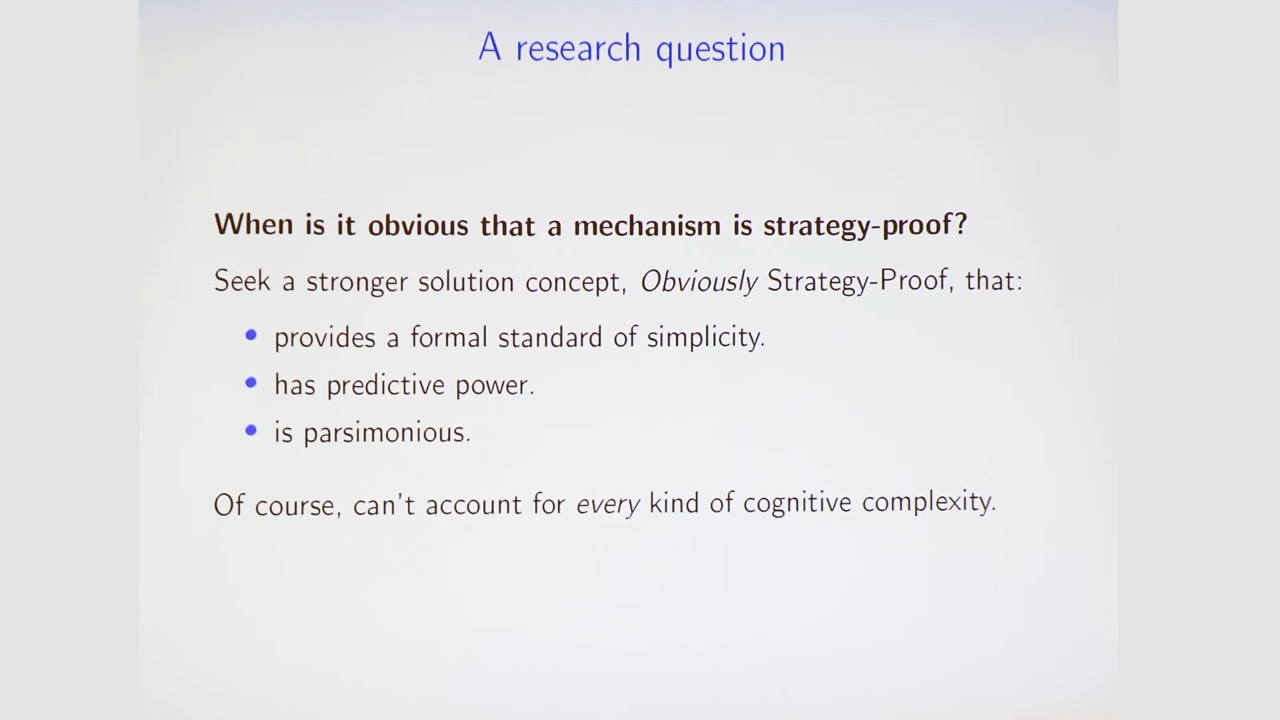 A research question
When is it obvious that a mechanism is strategy-proof?
Seek a stronger solution concept, Obviously Strategy-Proof, that:
• provides a formal standard of simplicity.
• has predictive power.
• is parsimonious.
Of course, can't account for every kind of cognitive complexity.